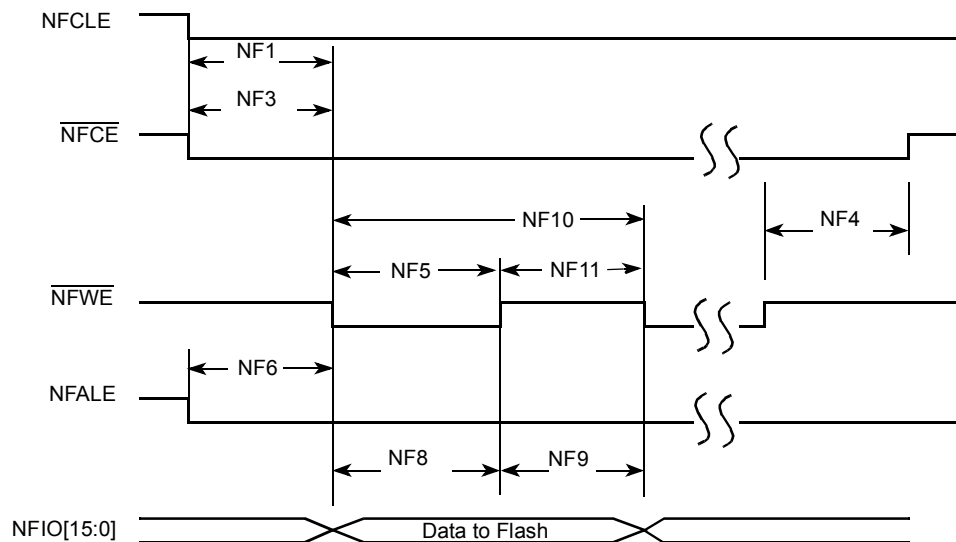 NFCLE
NF1
NF3
NFCE
NF10
NF4
NF5
NF11
NFWE
NF6
NFALE
NF8
NF9
NFIO[15:0]
Data to Flash